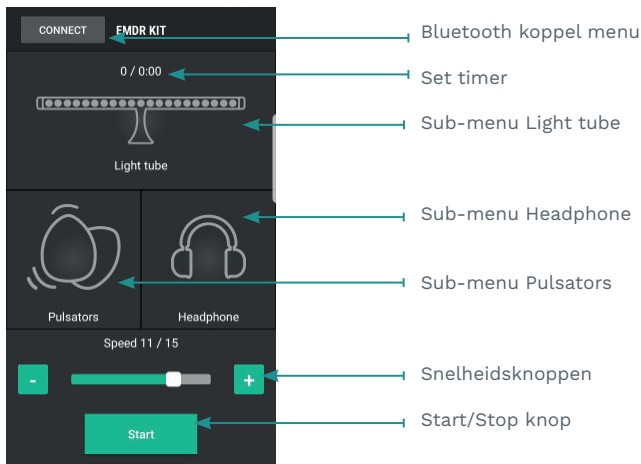 CONNECT EMDR KIT
Bluetooth koppel menu
0 / 0:00
Set timer
Sub-menu Light tube
Light tube
Sub-menu Headphone
Sub-menu Pulsators
Pulsators
Headphone
Speed 11 / 15
- +
Snelheidsknoppen
Start/Stop knop
Start